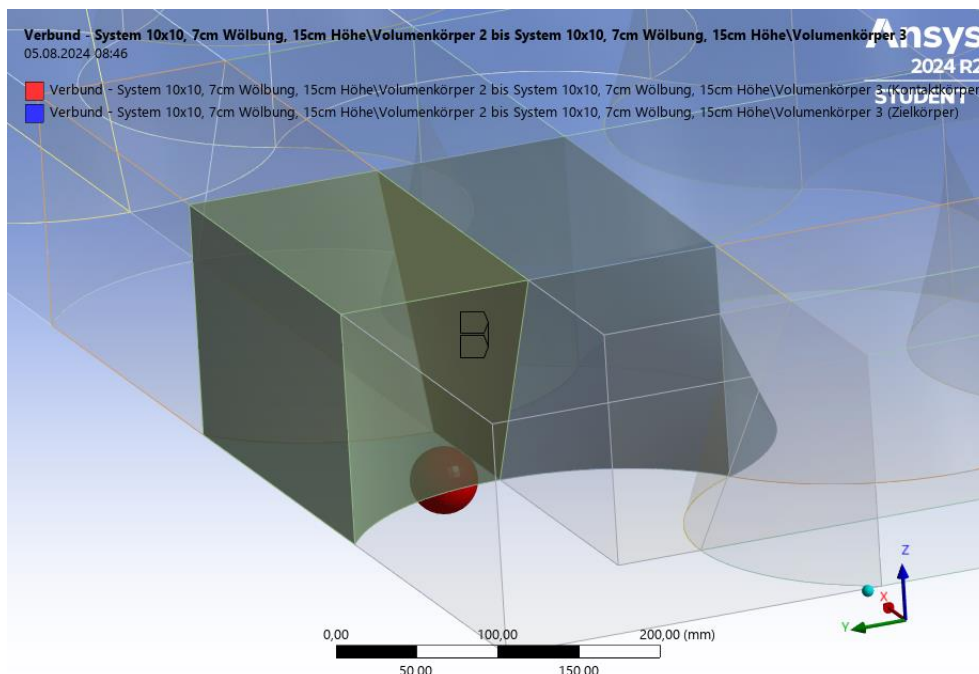 Verbund - System 10x10, 7cm Wölbung, 15cm Höhe\Volumenkörper 2 bis System 10x10, 7cm Wölbung, 15cm Höhe\Volumenkörper 3
05.08.2024 08:46
Verbund - System 10x10, 7cm Wölbung, 15cm Höhe\Volumenkörper 2 bis System 10x10, 7cm Wölbung, 15cm Höhe\Volumenkörper 3 (Kontaktkörper
Verbund - System 10x10, 7cm Wölbung, 15cm Höhe\Volumenkörper 2 bis System 10x10, 7cm Wölbung, 15cm Höhe\Volumenkörper 3 (Zielkörper)
Ansys
2024 R2
STUDENT
Z
X
Y
0,00 100,00 200,00 (mm)
50,00 150,00